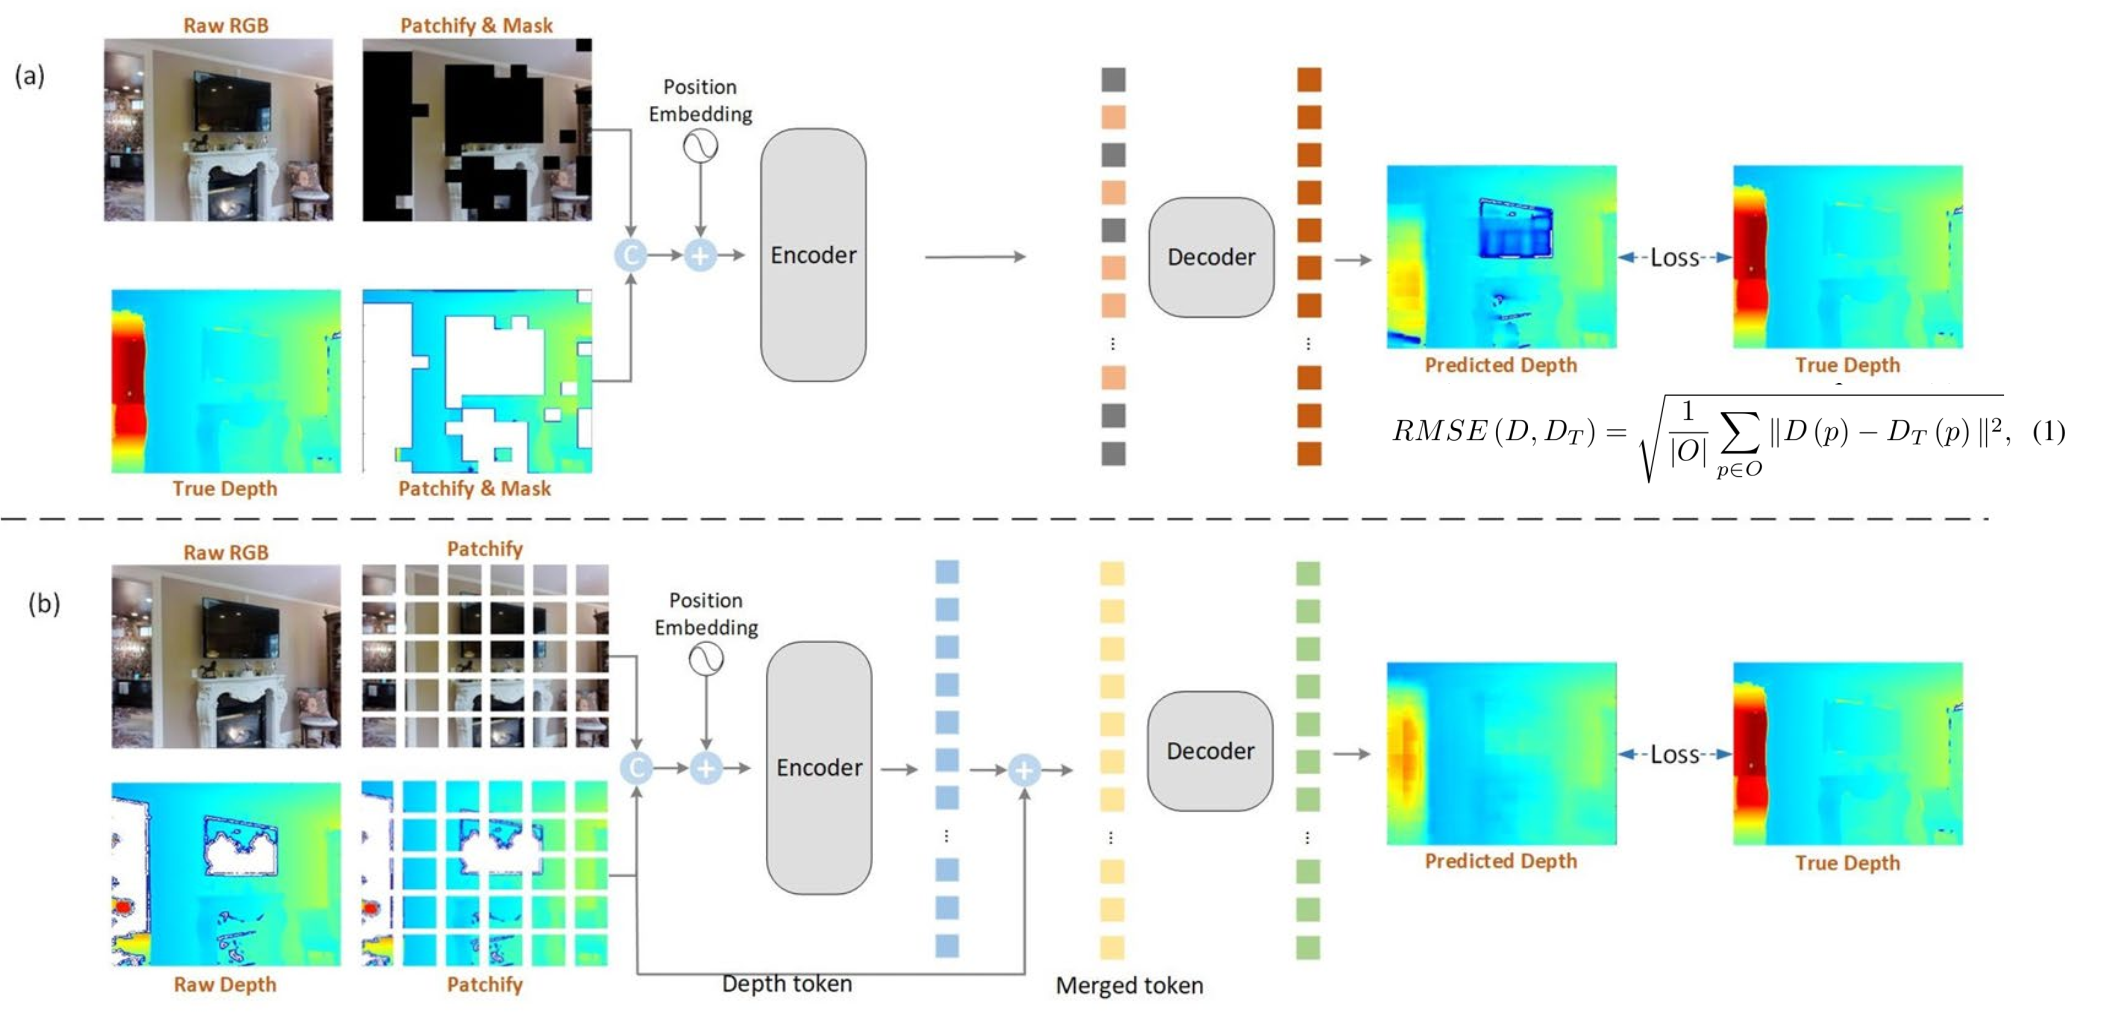 (a)
Raw RGB
Patchify & Mask
Position
Embedding
C
+
Encoder
Decoder
True Depth
Patchify & Mask
Predicted Depth
Loss
True Depth
RMSE (D, D_T) = \sqrt{\frac{1}{|O|} \sum_{p∈O} ‖D (p) − D_T (p) ‖²}, (1)
(b)
Raw RGB
Patchify
Position
Embedding
C
+
Encoder
+
Decoder
Raw Depth
Patchify
Depth token
Merged token
Predicted Depth
Loss
True Depth